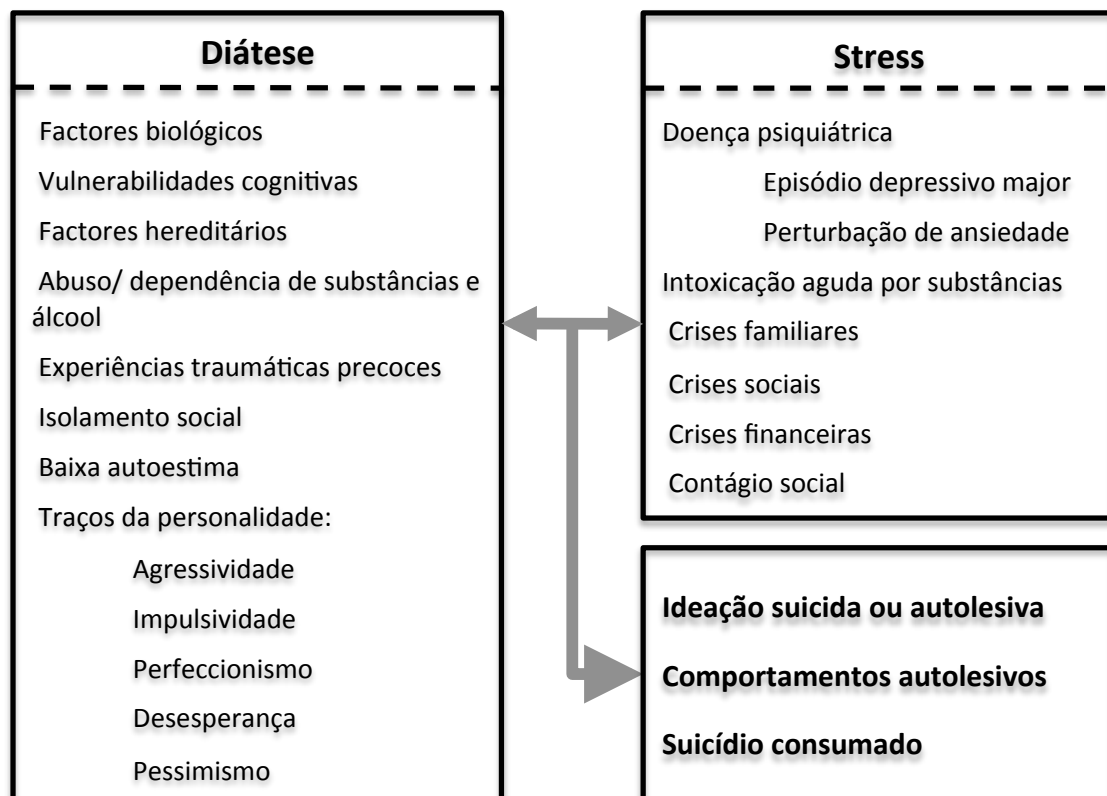 Diátese
Factores biológicos
Vulnerabilidades cognitivas
Factores hereditários
Abuso/ dependência de substâncias e
álcool
Experiências traumáticas precoces
Isolamento social
Baixa autoestima
Traços da personalidade:
Agressividade
Impulsividade
Perfeccionismo
Desesperança
Pessimismo
Stress
Doença psiquiátrica
Episódio depressivo major
Perturbação de ansiedade
Intoxicação aguda por substâncias
Crises familiares
Crises sociais
Crises financeiras
Contágio social
Ideação suicida ou autolesiva
Comportamentos autolesivos
Suicídio consumado